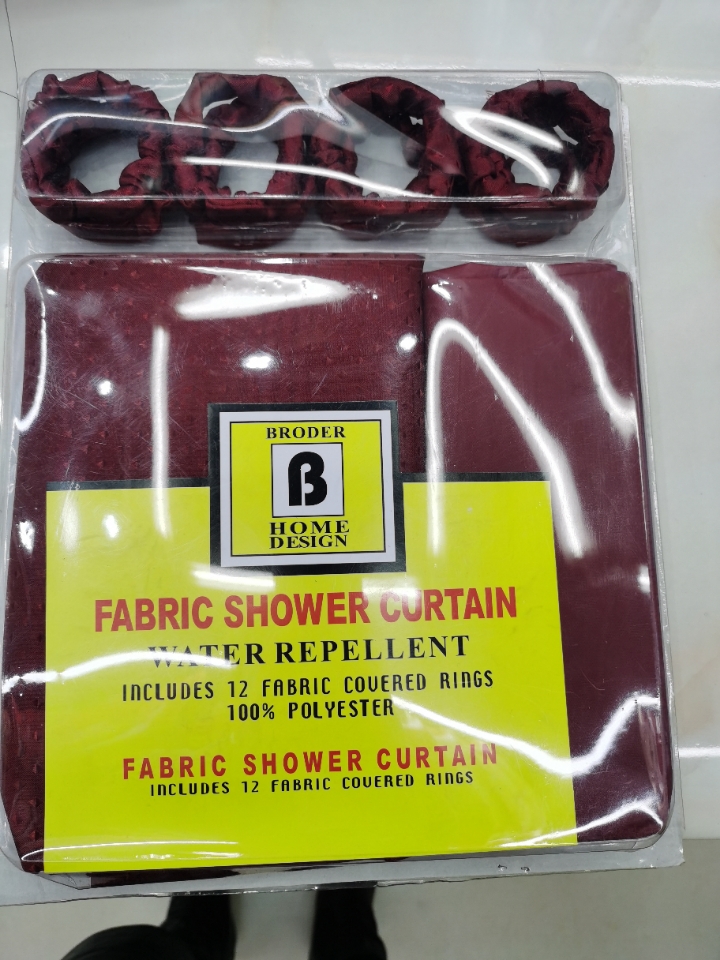 BRODER
B
HOME
DESIGN
FABRIC SHOWER CURTAIN
WATER REPELLENT
INCLUDES 12 FABRIC COVERED RINGS
100% POLYESTER
FABRIC SHOWER CURTAIN
INCLUDES 12 FABRIC COVERED RINGS